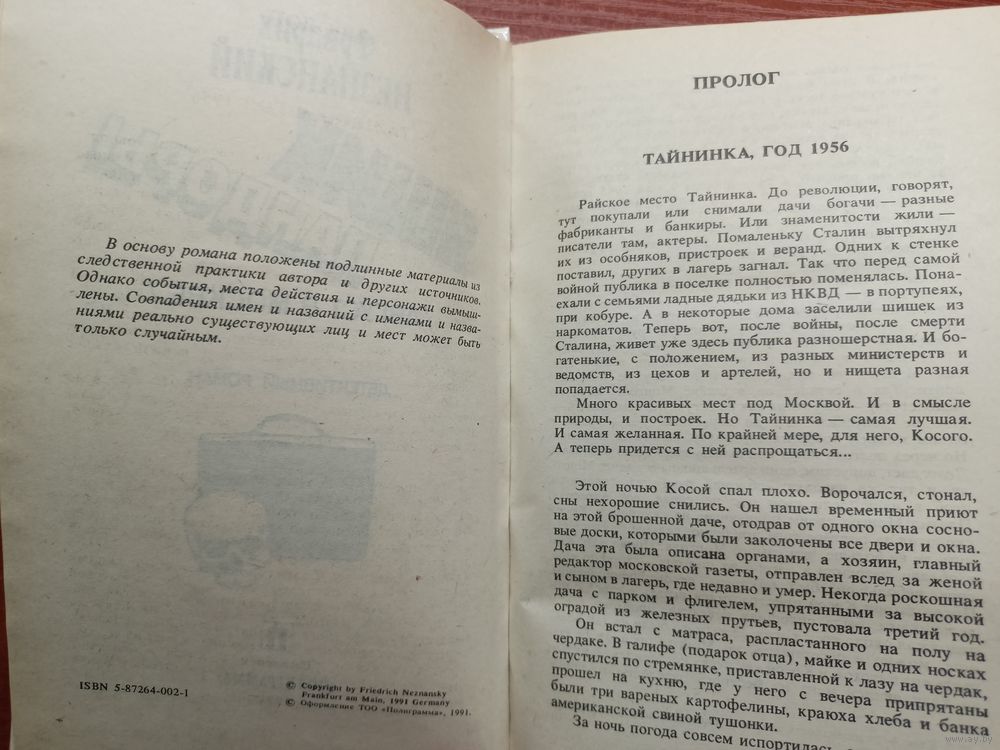 В основу романа положены подлинные материалы из
следственной практики автора и других источников.
Однако события, места действия и персонажи вымыш-
лены. Совпадения имен и названий с именами и назва-
ниями реально существующих лиц и мест может быть
только случайным.
ISBN 5-87264-002-1
© Copyright by Friedrich Neznansky
Frankfurt am Main, 1991 Germany
© Оформление ТОО «Полиграмма», 1991.
ПРОЛОГ
ТАЙНИНКА, ГОД 1956
Райское место Тайнинка. До революции, говорят,
тут покупали или снимали дачи богачи — разные
фабриканты и банкиры. Или знаменитости жили —
писатели там, актеры. Помаленьку Сталин вытряхнул
их из особняков, пристроек и веранд. Одних к стенке
поставил, других в лагерь загнал. Так что перед самой
войной публика в поселке полностью поменялась. Пона-
ехали с семьями ладные дядьки из НКВД — в портупеях,
при кобуре. А в некоторые дома заселили шишек из
наркоматов. Теперь вот, после войны, после смерти
Сталина, живет уже здесь публика разношерстная. И бо-
гатенькие, с положением, из разных министерств и
ведомств, из цехов и артелей, но и нищета разная
попадается.
Много красивых мест под Москвой. И в смысле
природы, и построек. Но Тайнинка — самая лучшая.
И самая желанная. По крайней мере, для него, Косого.
А теперь придется с ней распрощаться...
Этой ночью Косой спал плохо. Ворочался, стонал,
сны нехорошие снились. Он нашел временный приют
на этой брошенной даче, отодрав от одного окна сосно-
вые доски, которыми были заколочены все двери и окна.
Дача эта была описана органами, а хозяин, главный
редактор московской газеты, отправлен вслед за женой
и сыном в лагерь, где недавно и умер. Некогда роскошная
дача с парком и флигелем, упрятанными за высокой
оградой из железных прутьев, пустовала третий год.
Он встал с матраса, распластанного на полу на
чердаке. В галифе (подарок отца), майке и одних носках
спустился по стремянке, приставленной к лазу на чердак,
прошел на кухню, где у него с вечера припрятаны
были три вареных картофелины, краюха хлеба и банка
американской свиной тушонки.
За ночь погода совсем испортилась
www.ay.by